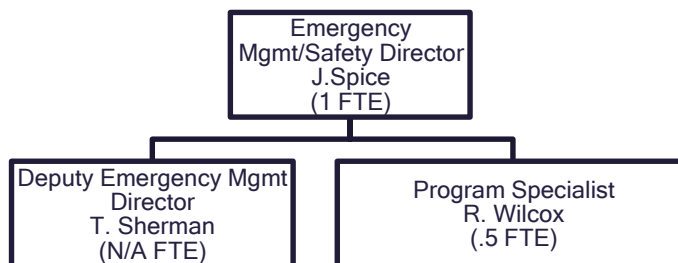 Emergency
Mgmt/Safety Director
J.Spice
(1 FTE)
Deputy Emergency Mgmt
Director
T. Sherman
(N/A FTE)
Program Specialist
R. Wilcox
(.5 FTE)